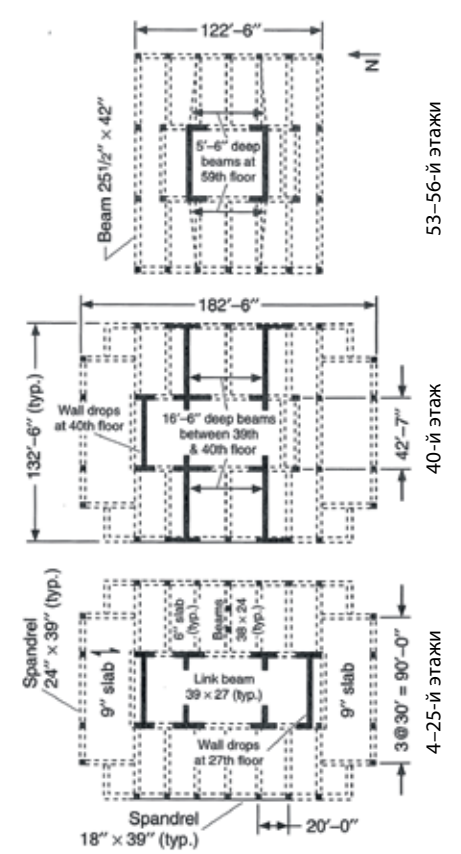 122′–6″
N
Beam 25 1/2″ × 42″
5′–6″ deep
beams at
59th floor
53–56-й этажи
182′–6″
132′–6″ (typ.)
Wall drops
at 40th floor
16′–6″ deep beams
between 39th
& 40th floor
42′–7″
40-й этаж
Spandrel
24″ × 39″ (typ.)
9″ slab
6″ slab
(typ.)
Beams
38 × 24
(typ.)
Link beam
39 × 27 (typ.)
9″ slab
3@30′ = 90′–0″
Wall drops
at 27th floor
4–25-й этажи
Spandrel
18″ × 39″ (typ.)
20′–0″